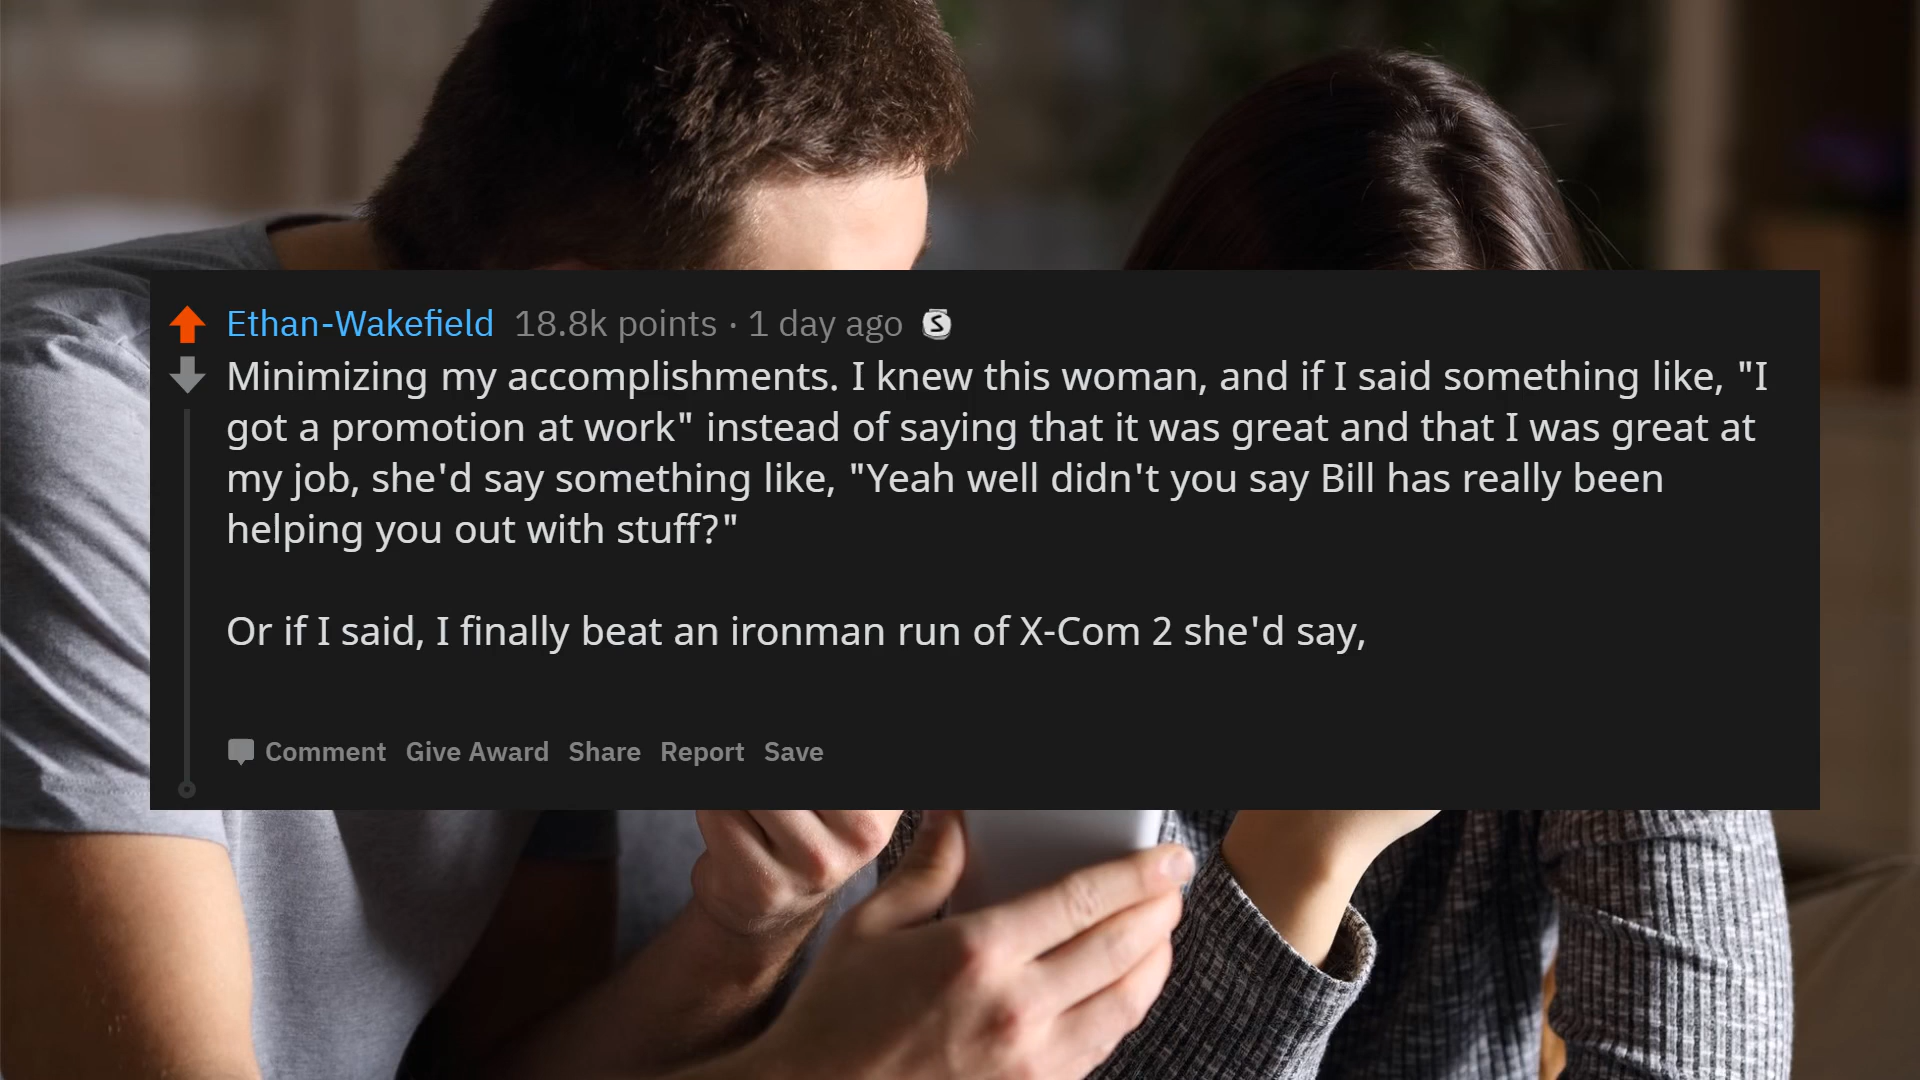 Ethan-Wakefield 18.8k points · 1 day ago S
Minimizing my accomplishments. I knew this woman, and if I said something like, "I
got a promotion at work" instead of saying that it was great and that I was great at
my job, she'd say something like, "Yeah well didn't you say Bill has really been
helping you out with stuff?"
Or if I said, I finally beat an ironman run of X-Com 2 she'd say,
Comment Give Award Share Report Save